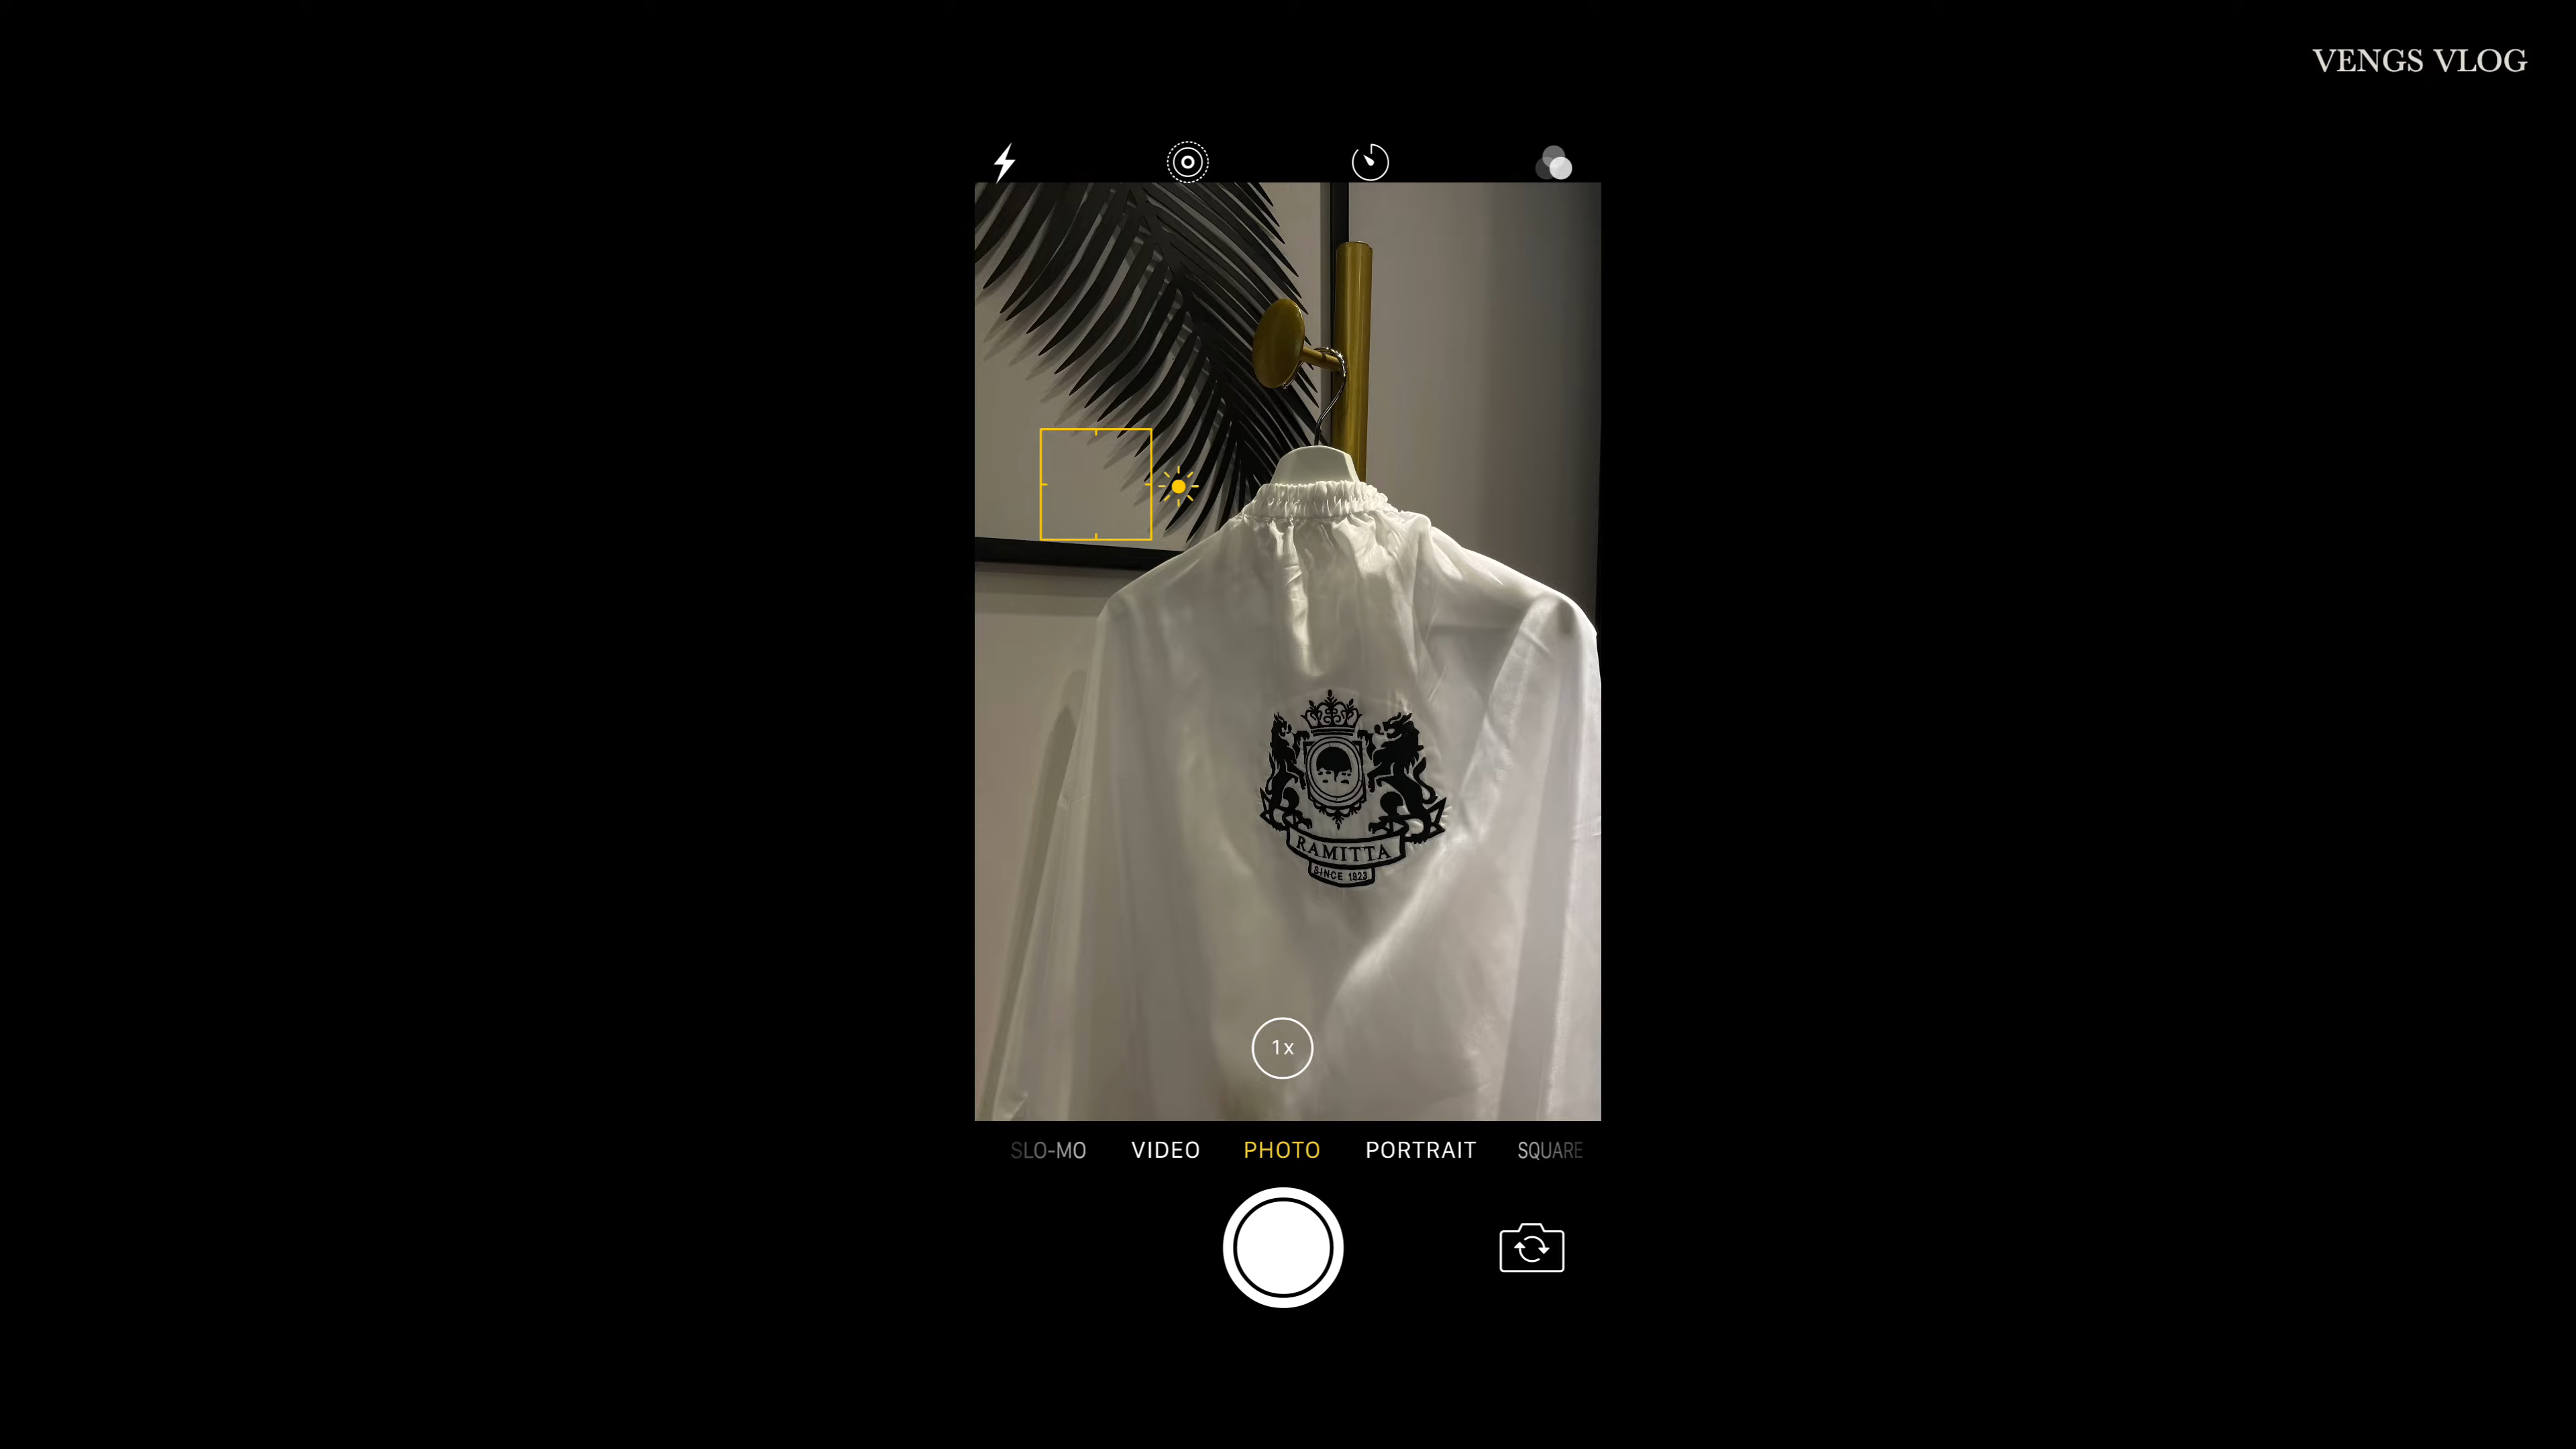 VENGS VLOG
RAMITTA
SINCE 1923
1x
SLO-MO VIDEO PHOTO PORTRAIT SQUARE